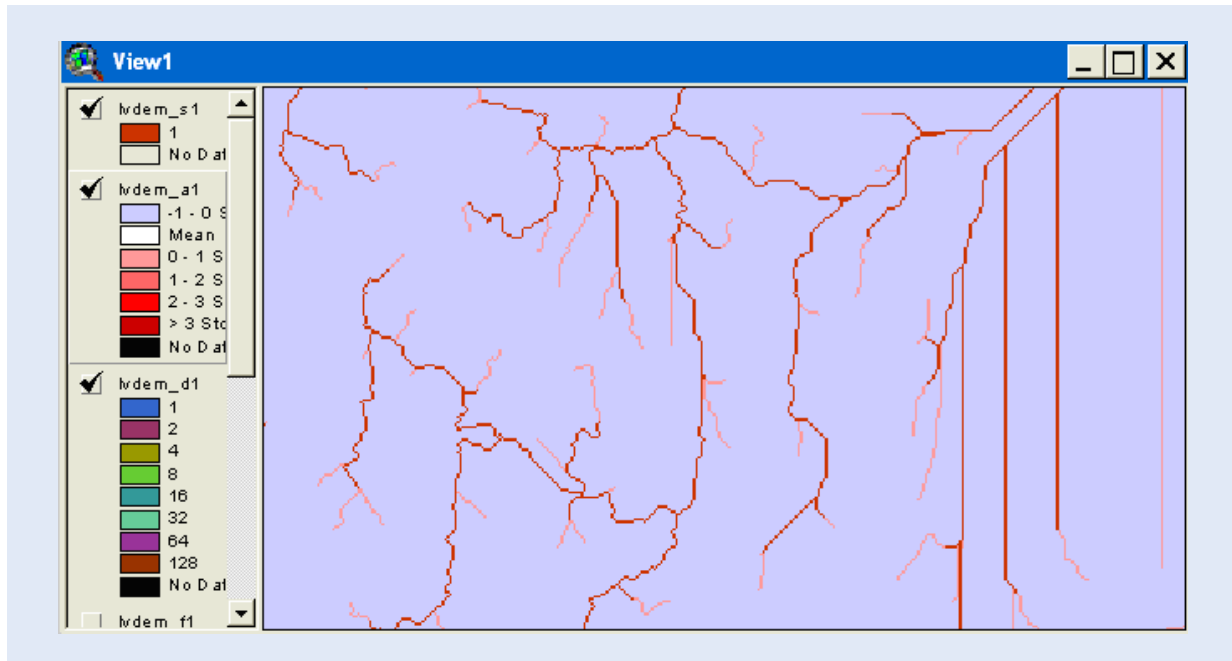 View1
lvdem_s1
1
No Dat
lvdem_a1
-1 - 0 S
Mean
0 - 1 S
1 - 2 S
2 - 3 S
> 3 Std
No Dat
lvdem_d1
1
2
4
8
16
32
64
128
No Dat
lvdem_f1